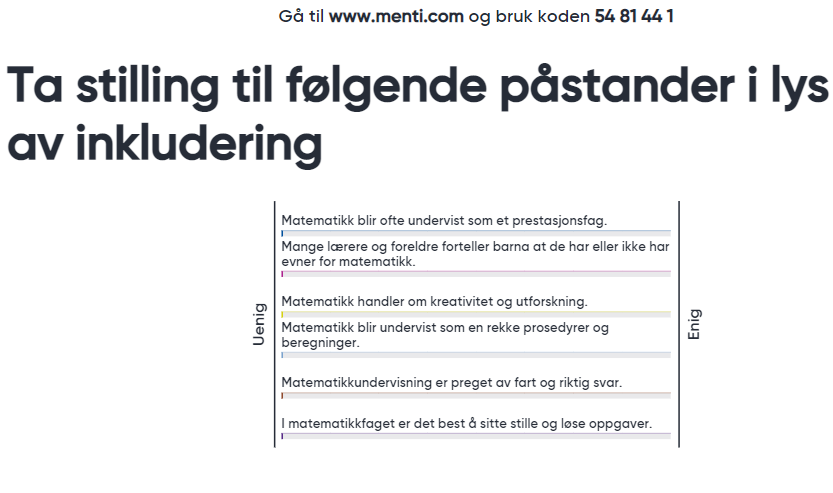 Gå til www.menti.com og bruk koden 54 81 44 1
Ta stilling til følgende påstander i lys
av inkludering
Matematikk blir ofte undervist som et prestasjonsfag.
Mange lærere og foreldre forteller barna at de har eller ikke har
evner for matematikk.
Matematikk handler om kreativitet og utforskning.
Matematikk blir undervist som en rekke prosedyrer og
beregninger.
Matematikkundervisning er preget av fart og riktig svar.
I matematikkfaget er det best å sitte stille og løse oppgaver.
Uenig
Enig